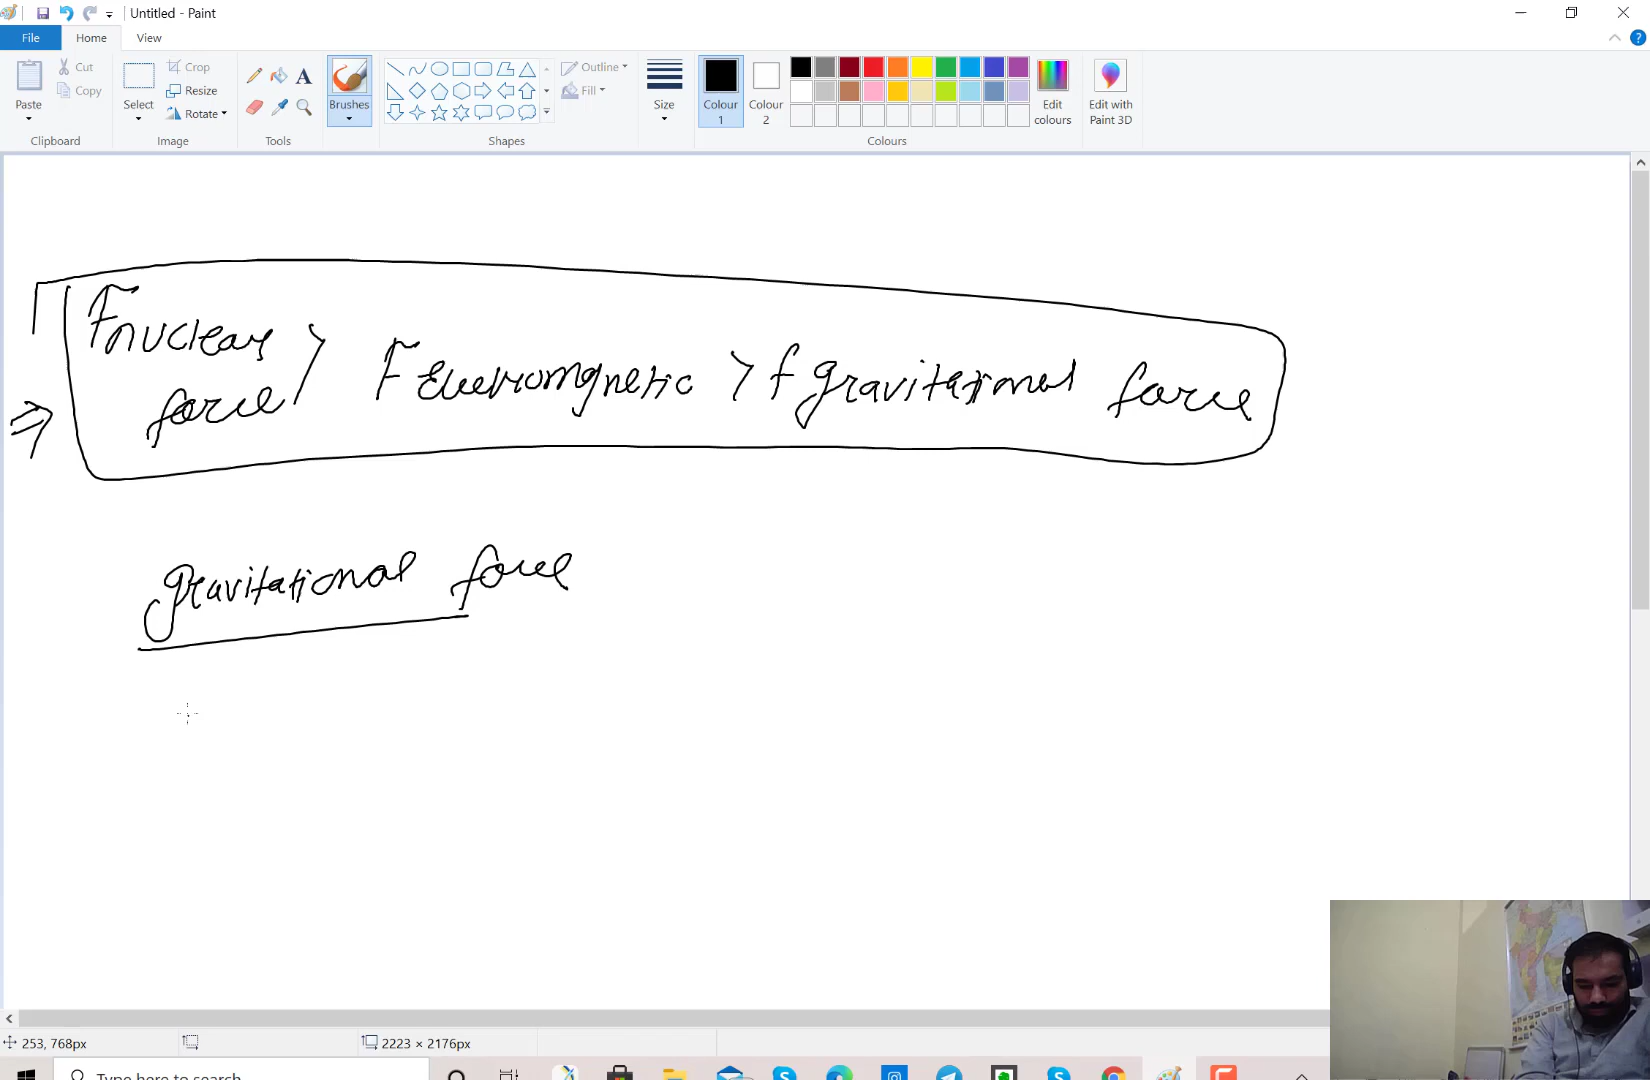 Untitled - Paint
File Home View
Paste Cut Copy Clipboard
Select Crop Resize Rotate Image
Tools
Brushes
Outline Fill Shapes
Size
Colour 1 Colour 2 Edit colours Edit with Paint 3D
Colours
Fnuclear force > F Electromgnetic > f gravitational force
gravitational force
253, 768px 2223 × 2176px
Type here to search